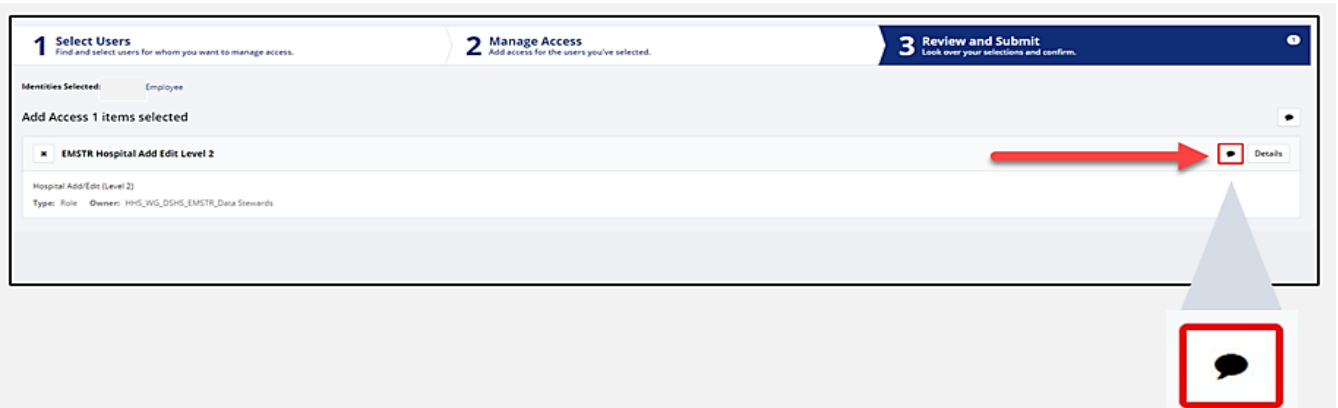 1 Select Users
Find and select users for whom you want to manage access.
2 Manage Access
Add access for the users you've selected.
3 Review and Submit
Look over your selections and confirm.
1
Identities Selected: Employee
Add Access 1 items selected
EMSTR Hospital Add Edit Level 2
Details
Hospital Add/Edit (Level 2)
Type: Role Owner: HHS_WG_DSHS_EMSTR_Data Stewards